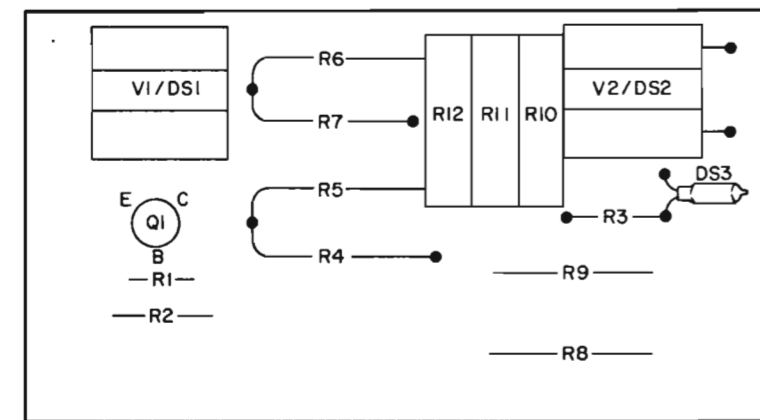 R6
V1/DS1
V2/DS2
R12
R11
R10
R7
DS3
R5
E
C
Q1
R3
B
R4
R1
R9
R2
R8